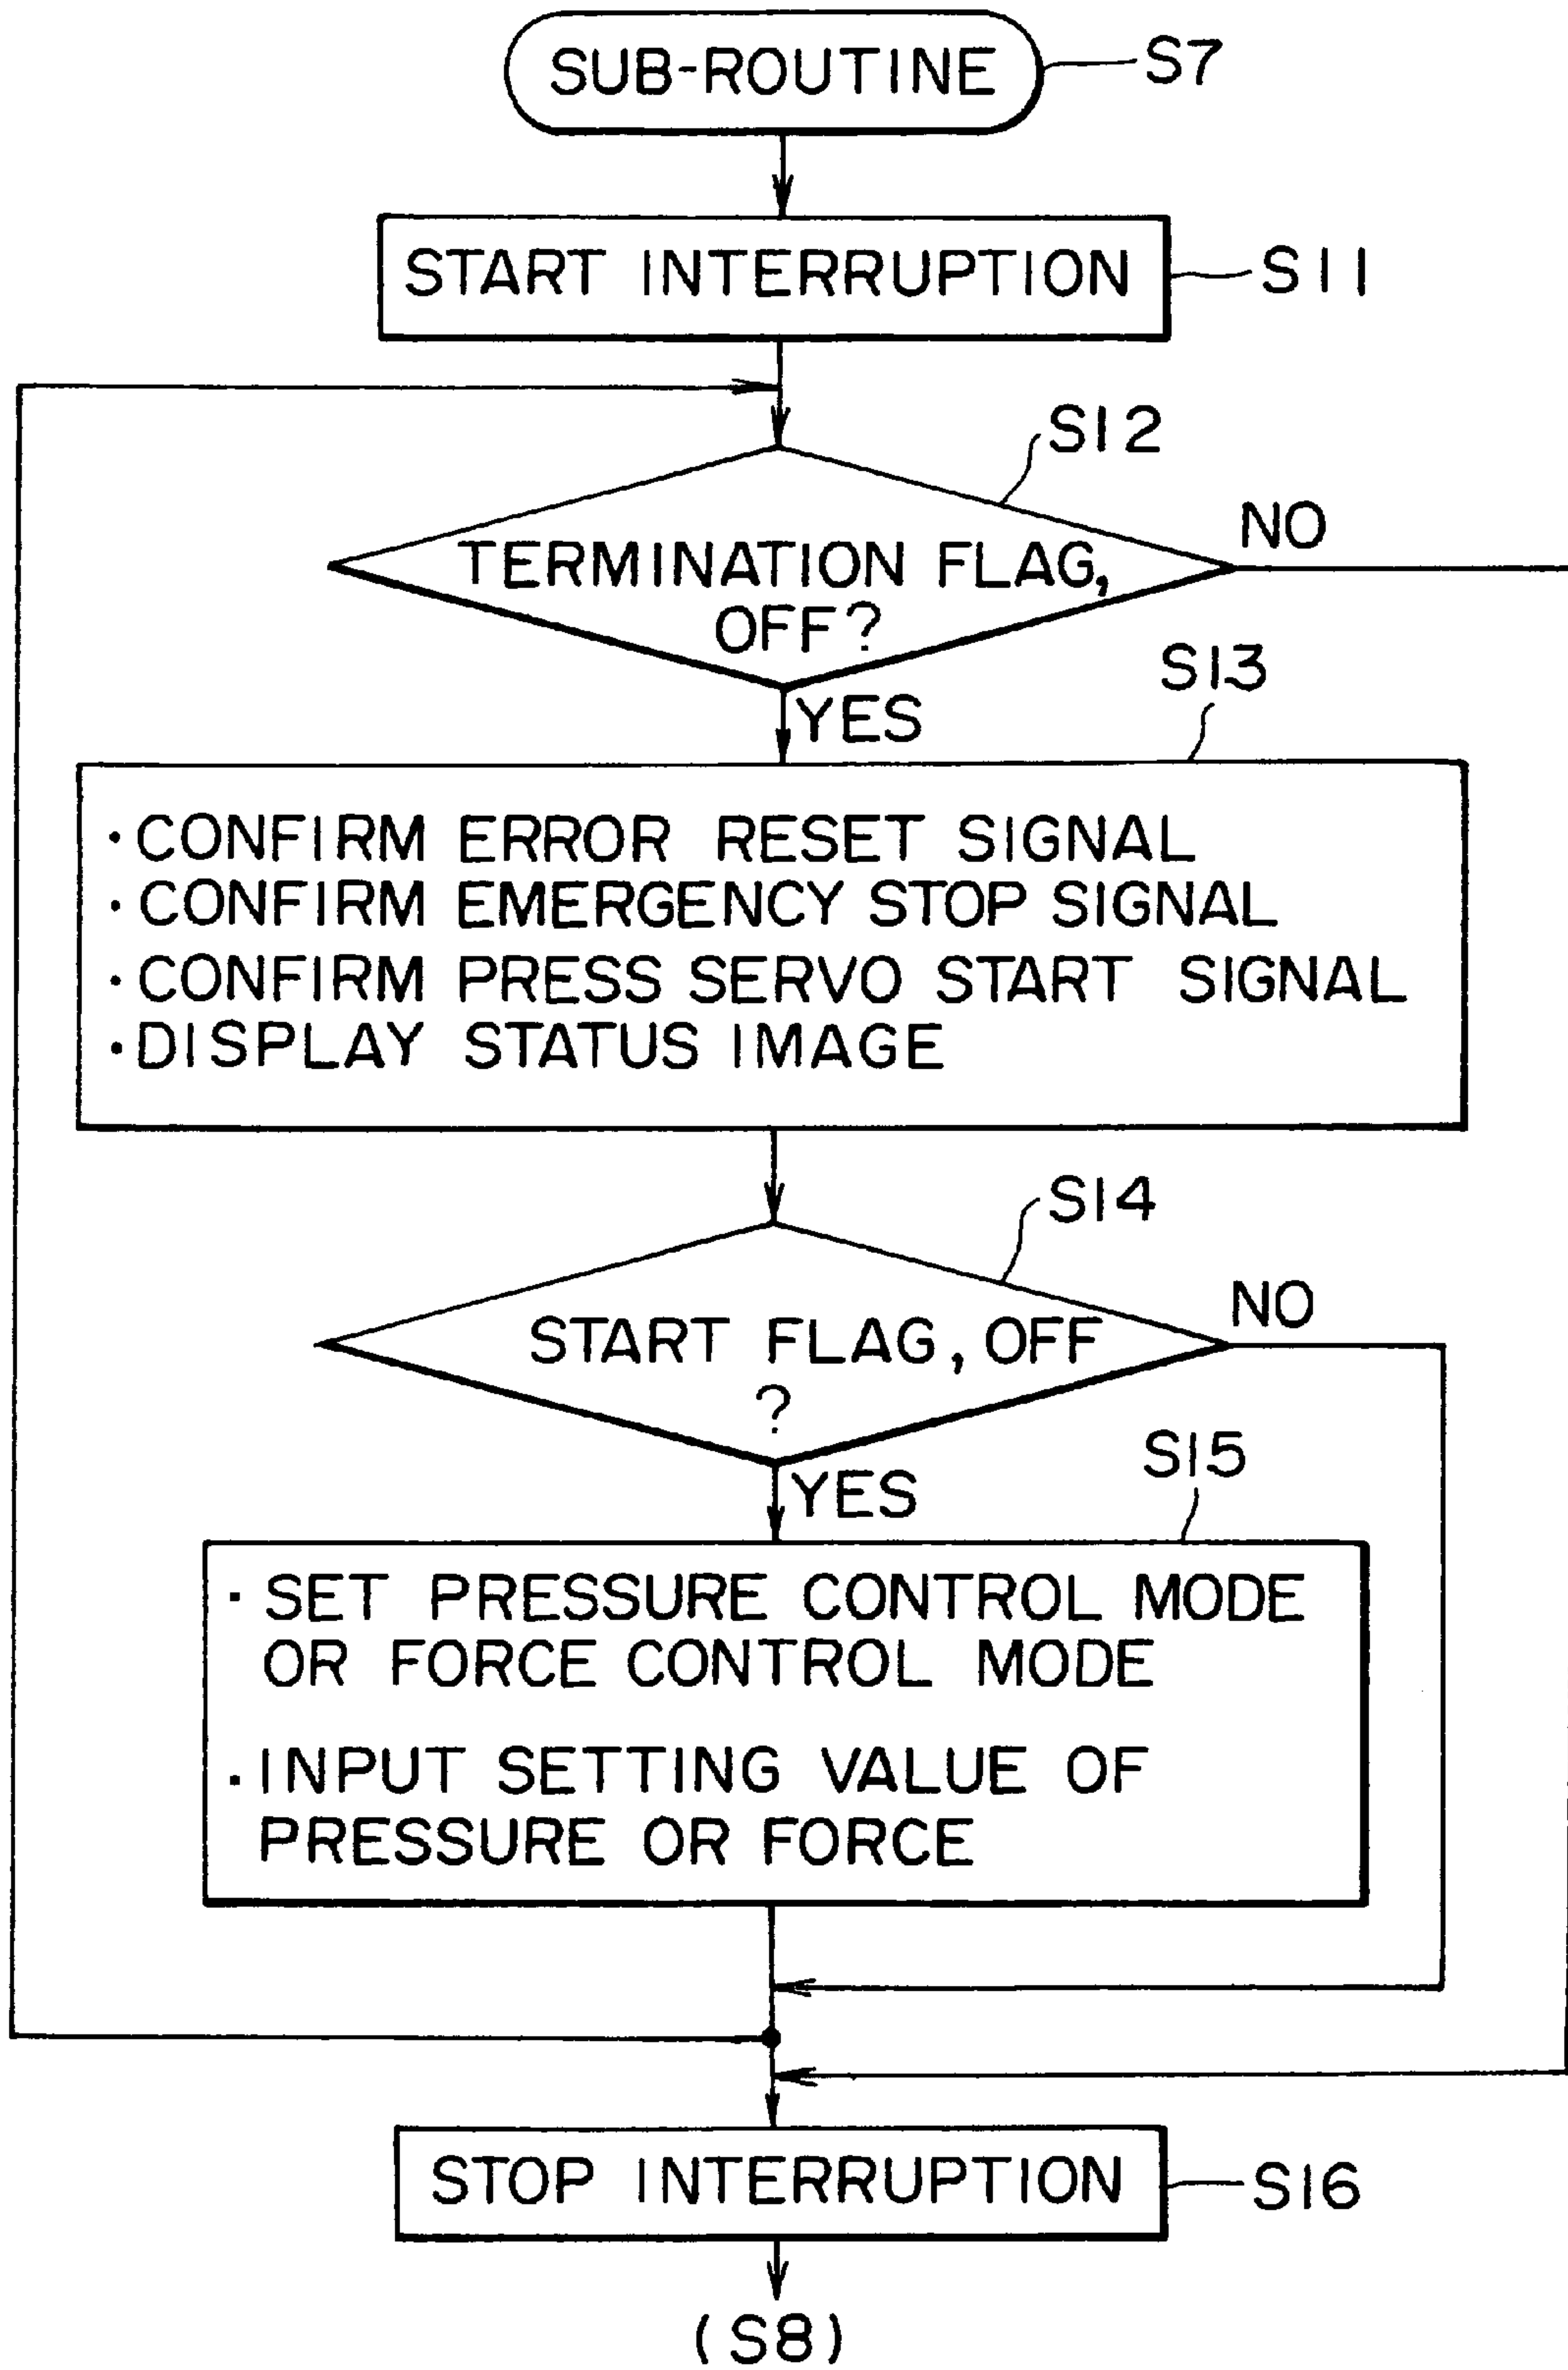 SUB-ROUTINE
S7
START INTERRUPTION
S11
S12
TERMINATION FLAG,
OFF?
NO
YES
S13
·CONFIRM ERROR RESET SIGNAL
·CONFIRM EMERGENCY STOP SIGNAL
·CONFIRM PRESS SERVO START SIGNAL
·DISPLAY STATUS IMAGE
S14
START FLAG, OFF
?
NO
YES
S15
· SET PRESSURE CONTROL MODE
OR FORCE CONTROL MODE
· INPUT SETTING VALUE OF
PRESSURE OR FORCE
STOP INTERRUPTION
S16
(S8)